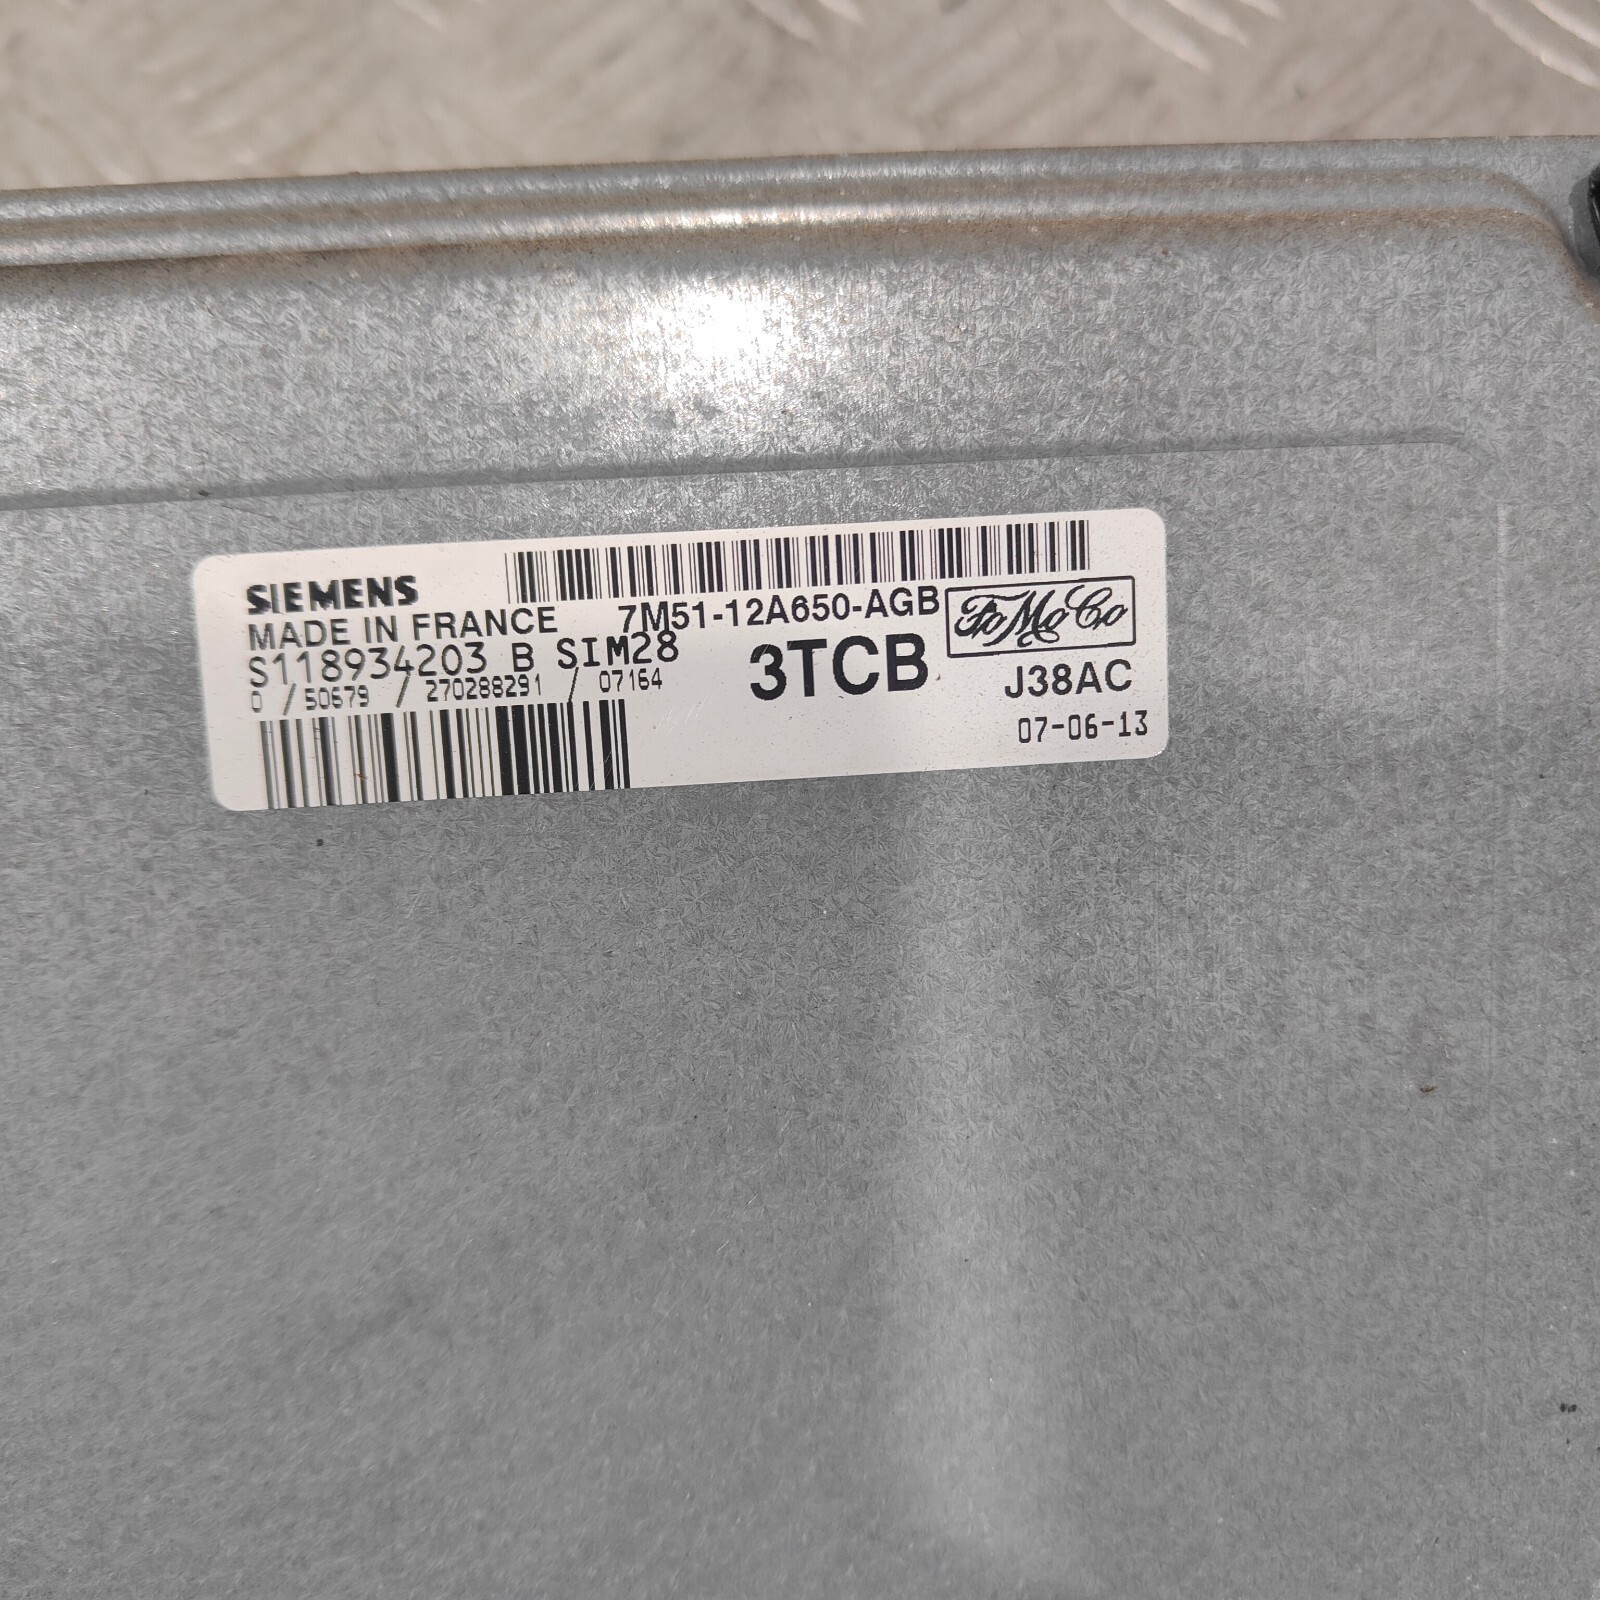 SIEMENS
MADE IN FRANCE 7M51-12A650-AGB FoMoCo
S118934203 B SIM28 3TCB J38AC
0 / 50679 / 270288291 / 07164
07-06-13